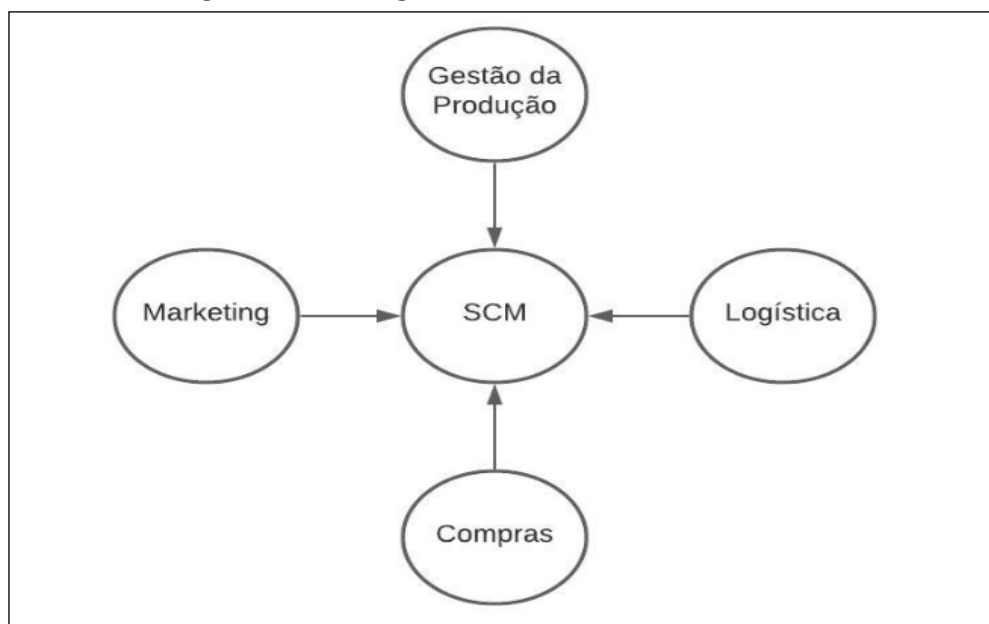 Gestão da
Produção
Marketing
SCM
Logística
Compras